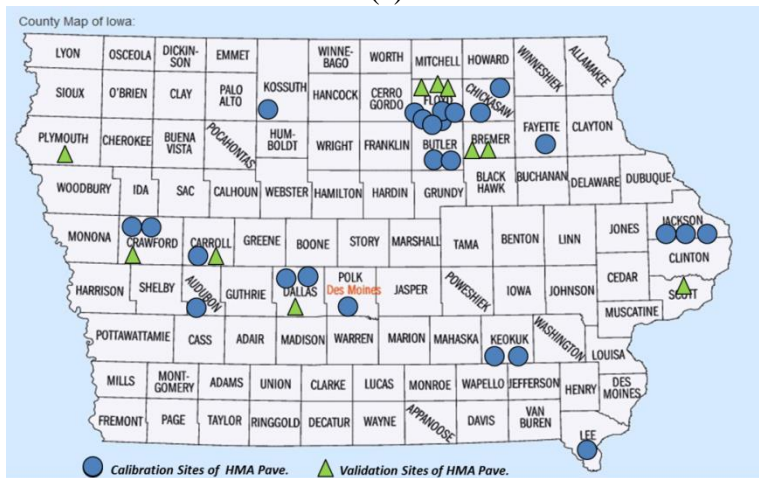 County Map of Iowa:
LYON OSCEOLA DICKIN-SON EMMET WINNE-BAGO WORTH MITCHELL HOWARD WINNESHIEK ALLAMAKEE
SIOUX O'BRIEN CLAY PALO ALTO KOSSUTH HANCOCK CERRO GORDO FLOYD CHICKASAW
PLYMOUTH CHEROKEE BUENA VISTA POCAHONTAS HUM-BOLDT WRIGHT FRANKLIN BUTLER BREMER FAYETTE CLAYTON
WOODBURY IDA SAC CALHOUN WEBSTER HAMILTON HARDIN GRUNDY BLACK HAWK BUCHANAN DELAWARE DUBUQUE
MONONA CRAWFORD CARROLL GREENE BOONE STORY MARSHALL TAMA BENTON LINN JONES JACKSON
CLINTON
HARRISON SHELBY AUDUBON GUTHRIE DALLAS POLK Des Moines JASPER POWESHIEK IOWA JOHNSON CEDAR SCOTT
MUSCATINE
POTTAWATTAMIE CASS ADAIR MADISON WARREN MARION MAHASKA KEOKUK WASHINGTON LOUISA
MILLS MONT-GOMERY ADAMS UNION CLARKE LUCAS MONROE WAPELLO JEFFERSON HENRY DES MOINES
FREMONT PAGE TAYLOR RINGGOLD DECATUR WAYNE APPANOOSE DAVIS VAN BUREN LEE
Calibration Sites of HMA Pave. Validation Sites of HMA Pave.